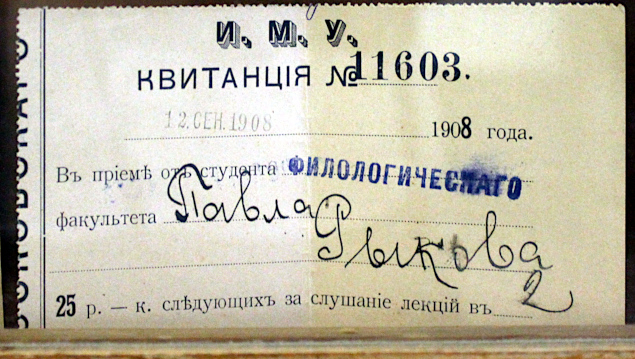 И. М. У.
КВИТАНЦІЯ № 11603.
12. СЕН. 1908 1908 года.
Въ пріемѣ отъ студента ФИЛОЛОГИЧЕСКАГО
факультета Павла
Рыкова
2
25 р. — к. слѣдующихъ за слушаніе лекцій въ